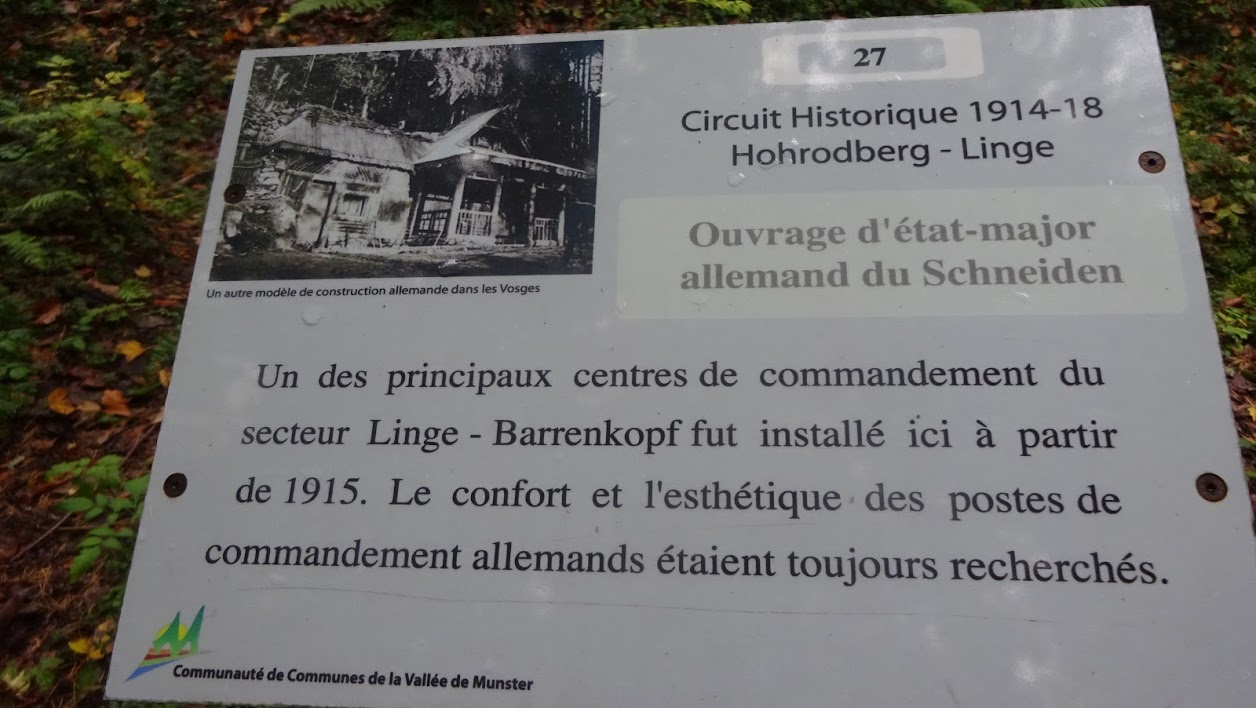 27
Circuit Historique 1914-18
Hohrodberg - Linge
Ouvrage d'état-major
allemand du Schneiden
Un autre modèle de construction allemande dans les Vosges
Un des principaux centres de commandement du
secteur Linge - Barrenkopf fut installé ici à partir
de 1915. Le confort et l'esthétique des postes de
commandement allemands étaient toujours recherchés.
Communauté de Communes de la Vallée de Munster